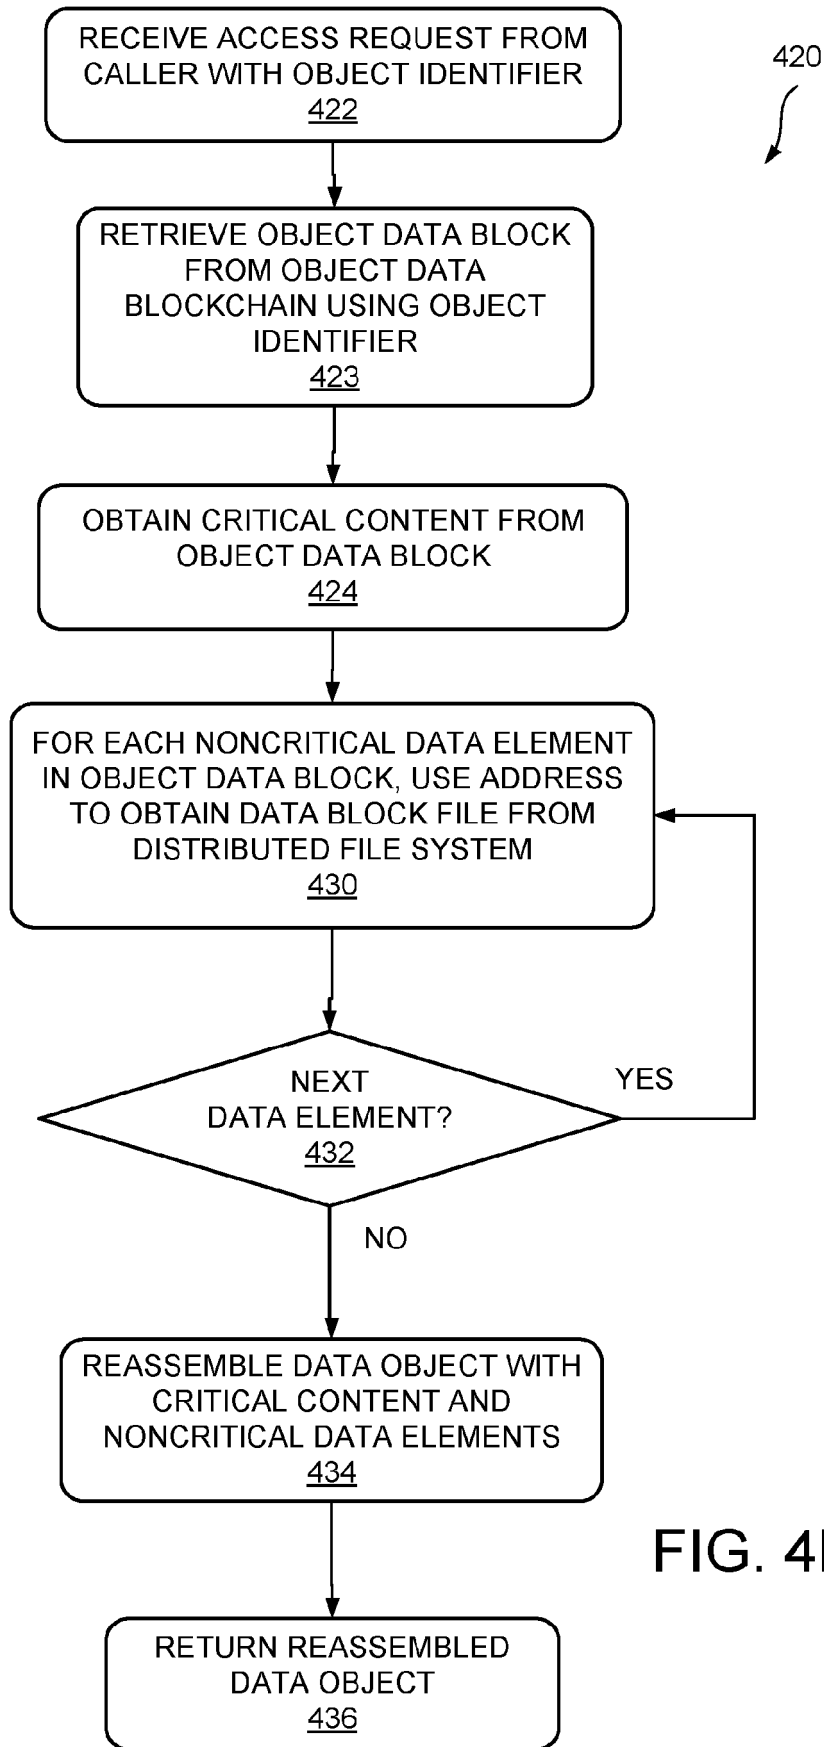 RECEIVE ACCESS REQUEST FROM
CALLER WITH OBJECT IDENTIFIER
422
420
RETRIEVE OBJECT DATA BLOCK
FROM OBJECT DATA
BLOCKCHAIN USING OBJECT
IDENTIFIER
423
OBTAIN CRITICAL CONTENT FROM
OBJECT DATA BLOCK
424
FOR EACH NONCRITICAL DATA ELEMENT
IN OBJECT DATA BLOCK, USE ADDRESS
TO OBTAIN DATA BLOCK FILE FROM
DISTRIBUTED FILE SYSTEM
430
NEXT
DATA ELEMENT?
432
YES
NO
REASSEMBLE DATA OBJECT WITH
CRITICAL CONTENT AND
NONCRITICAL DATA ELEMENTS
434
FIG.
RETURN REASSEMBLED
DATA OBJECT
436